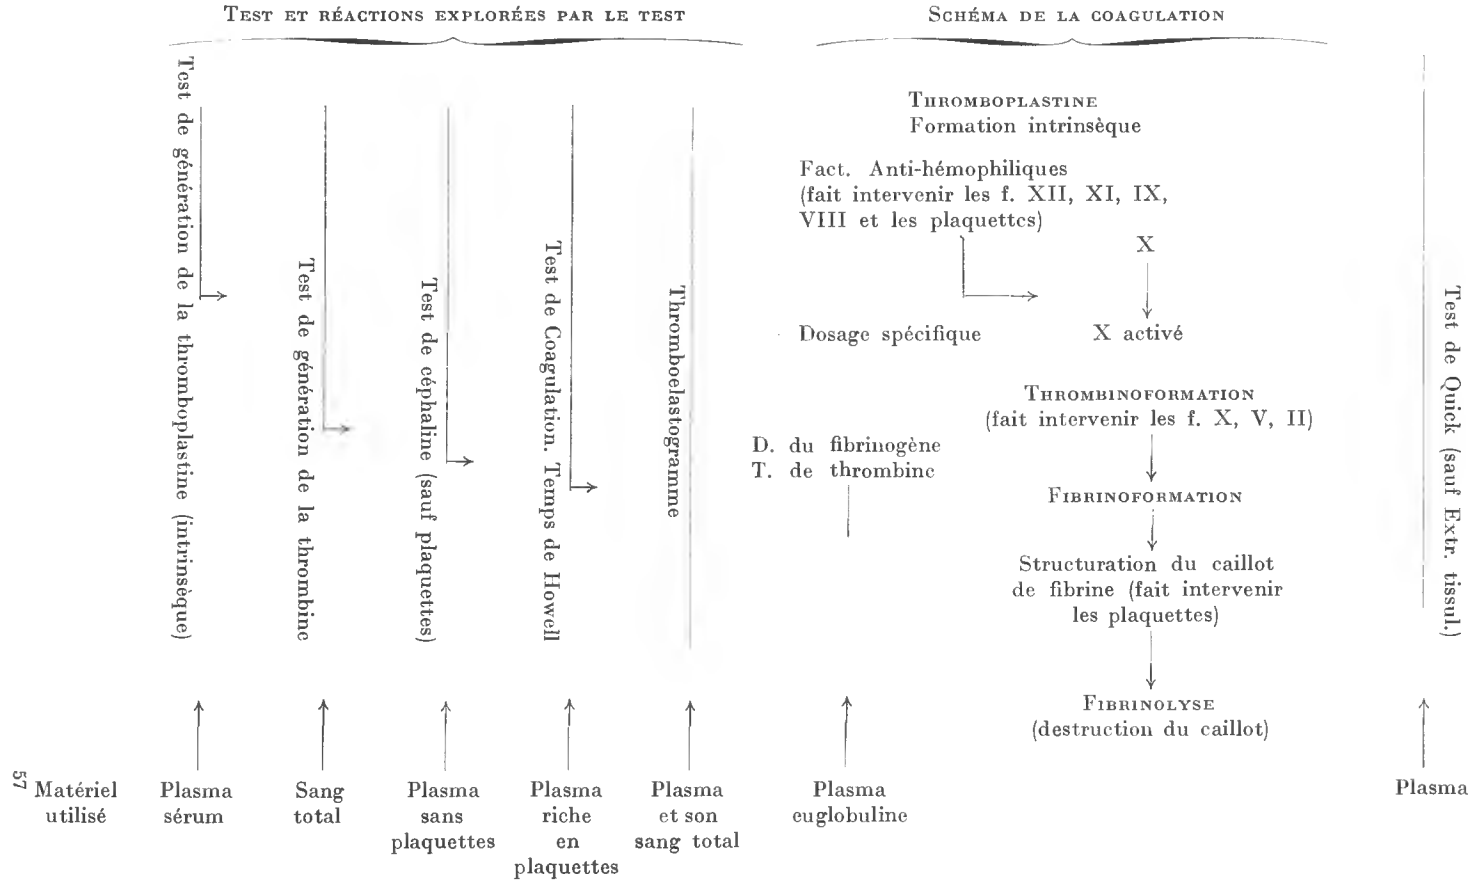 TEST ET RÉACTIONS EXPLORÉES PAR LE TEST
SCHÉMA DE LA COAGULATION
Test de génération de la thromboplastine (intrinsèque)
Test de génération de la thrombine
Test de céphaline (sauf plaquettes)
Test de Coagulation. Temps de Howell
Thromboelastogramme
THROMBOPLASTINE
Formation intrinsèque
Fact. Anti-hémophiliques
(fait intervenir les f. XII, XI, IX,
VIII et les plaquettes)
X
Dosage spécifique
X activé
THROMBINOFORMATION
(fait intervenir les f. X, V, II)
D. du fibrinogène
T. de thrombine
FIBRINOFORMATION
Structuration du caillot
de fibrine (fait intervenir
les plaquettes)
FIBRINOLYSE
(destruction du caillot)
Test de Quick (sauf Extr. tissul.)
57
Matériel
utilisé
Plasma
sérum
Sang
total
Plasma
sans
plaquettes
Plasma
riche
en
plaquettes
Plasma
et son
sang total
Plasma
euglobuline
Plasma